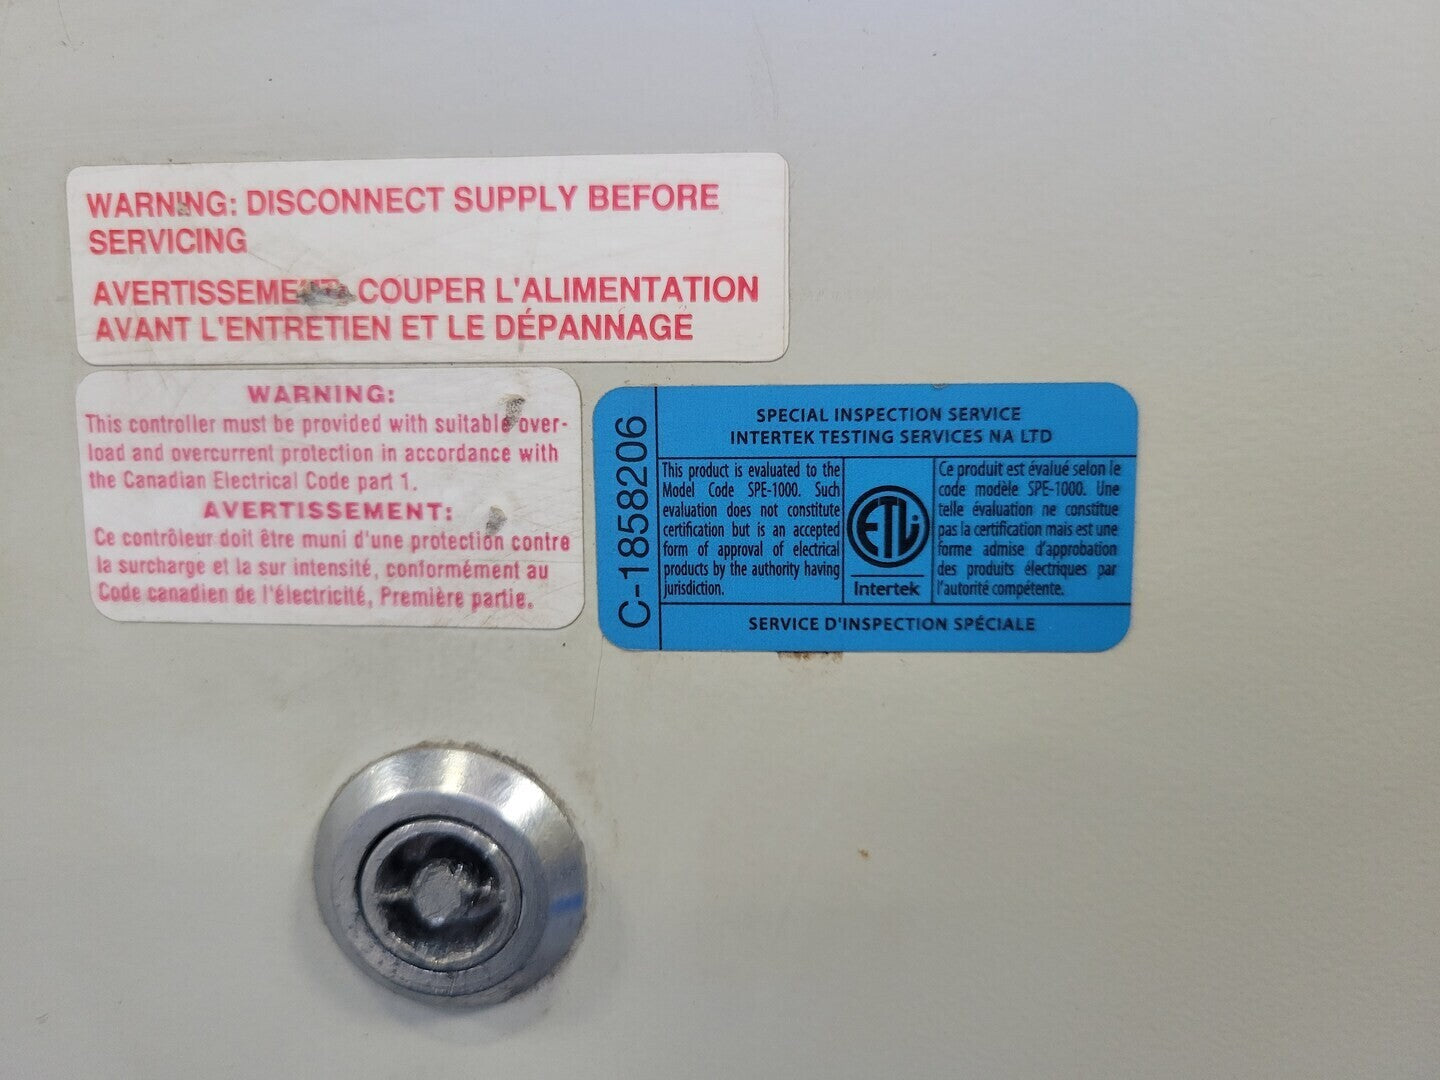 WARNING: DISCONNECT SUPPLY BEFORE
SERVICING
AVERTISSEMENT: COUPER L'ALIMENTATION
AVANT L'ENTRETIEN ET LE DÉPANNAGE
WARNING:
This controller must be provided with suitable over-
load and overcurrent protection in accordance with
the Canadian Electrical Code part 1.
AVERTISSEMENT:
Ce contrôleur doit être muni d'une protection contre
la surcharge et la sur intensité, conformément au
Code canadien de l'électricité, Première partie.
C-1858206
SPECIAL INSPECTION SERVICE
INTERTEK TESTING SERVICES NA LTD
This product is evaluated to the
Model Code SPE-1000. Such
evaluation does not constitute
certification but is an accepted
form of approval of electrical
products by the authority having
jurisdiction.
ETL
Intertek
Ce produit est évalué selon le
code modèle SPE-1000. Une
telle évaluation ne constitue
pas la certification mais est une
forme admise d'approbation
des produits électriques par
l'autorité compétente.
SERVICE D'INSPECTION SPÉCIALE